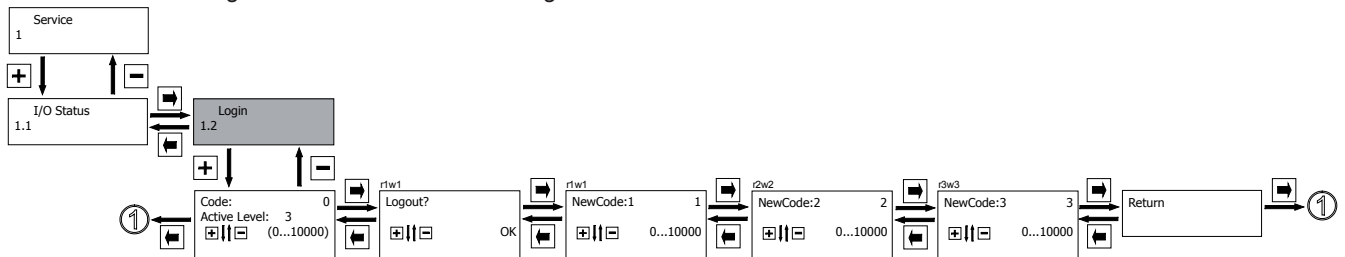 Service
1
+
−
I/O Status
1.1
Login
1.2
+
−
1
Code: 0
Active Level: 3
+ − (0...10000)
r1w1
Logout?
+ − OK
r1w1
NewCode:1 1
+ − 0...10000
r2w2
NewCode:2 2
+ − 0...10000
r3w3
NewCode:3 3
+ − 0...10000
Return
1